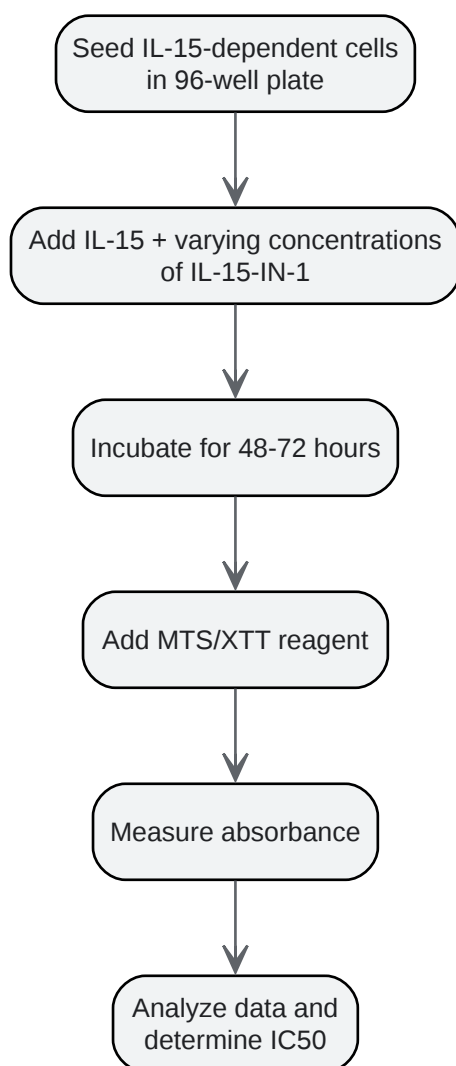 Seed IL-15-dependent cells
in 96-well plate
Add IL-15 + varying concentrations
of IL-15-IN-1
Incubate for 48-72 hours
Add MTS/XTT reagent
Measure absorbance
Analyze data and
determine IC50